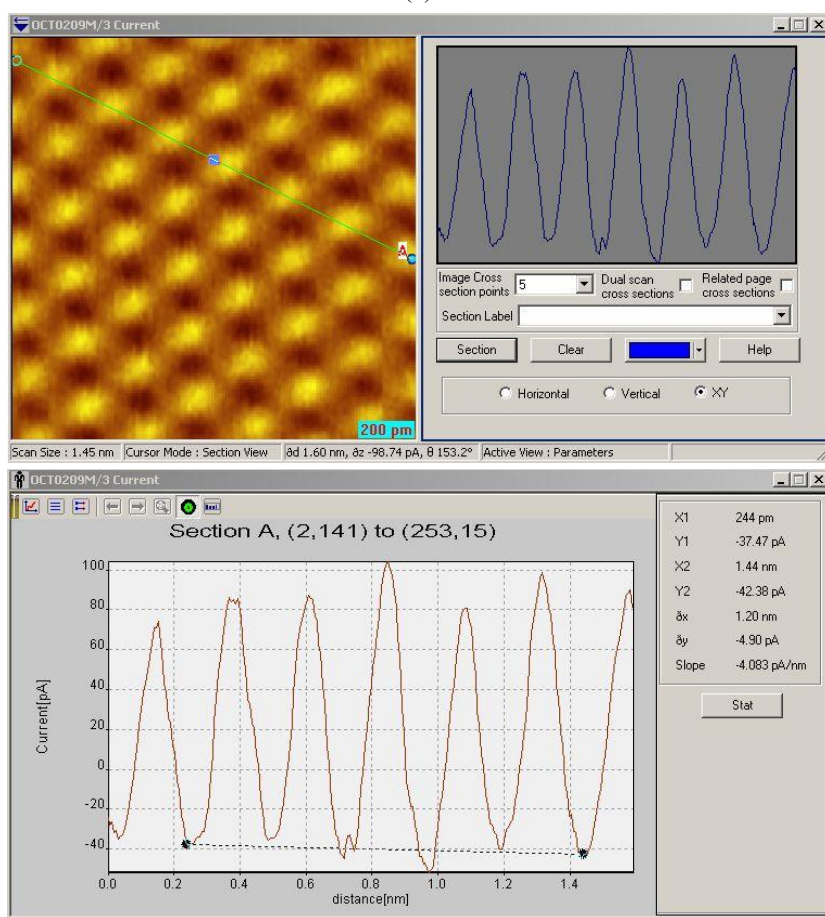 OCT0209M/3 Current
Image Cross section points 5 Dual scan cross sections Related page cross sections
Section Label
Section Clear Help
Horizontal Vertical XY
A
200 pm
Scan Size : 1.45 nm Cursor Mode : Section View ∂d 1.60 nm, ∂z -98.74 pA, θ 153.2° Active View : Parameters
OCT0209M/3 Current
Section A, (2,141) to (253,15)
X1 244 pm
Y1 -37.47 pA
X2 1.44 nm
Y2 -42.38 pA
∂x 1.20 nm
∂y -4.90 pA
Slope -4.083 pA/nm
Stat
Current[pA]
100
80
60
40
20
0
-20
-40
0.0 0.2 0.4 0.6 0.8 1.0 1.2 1.4
distance[nm]